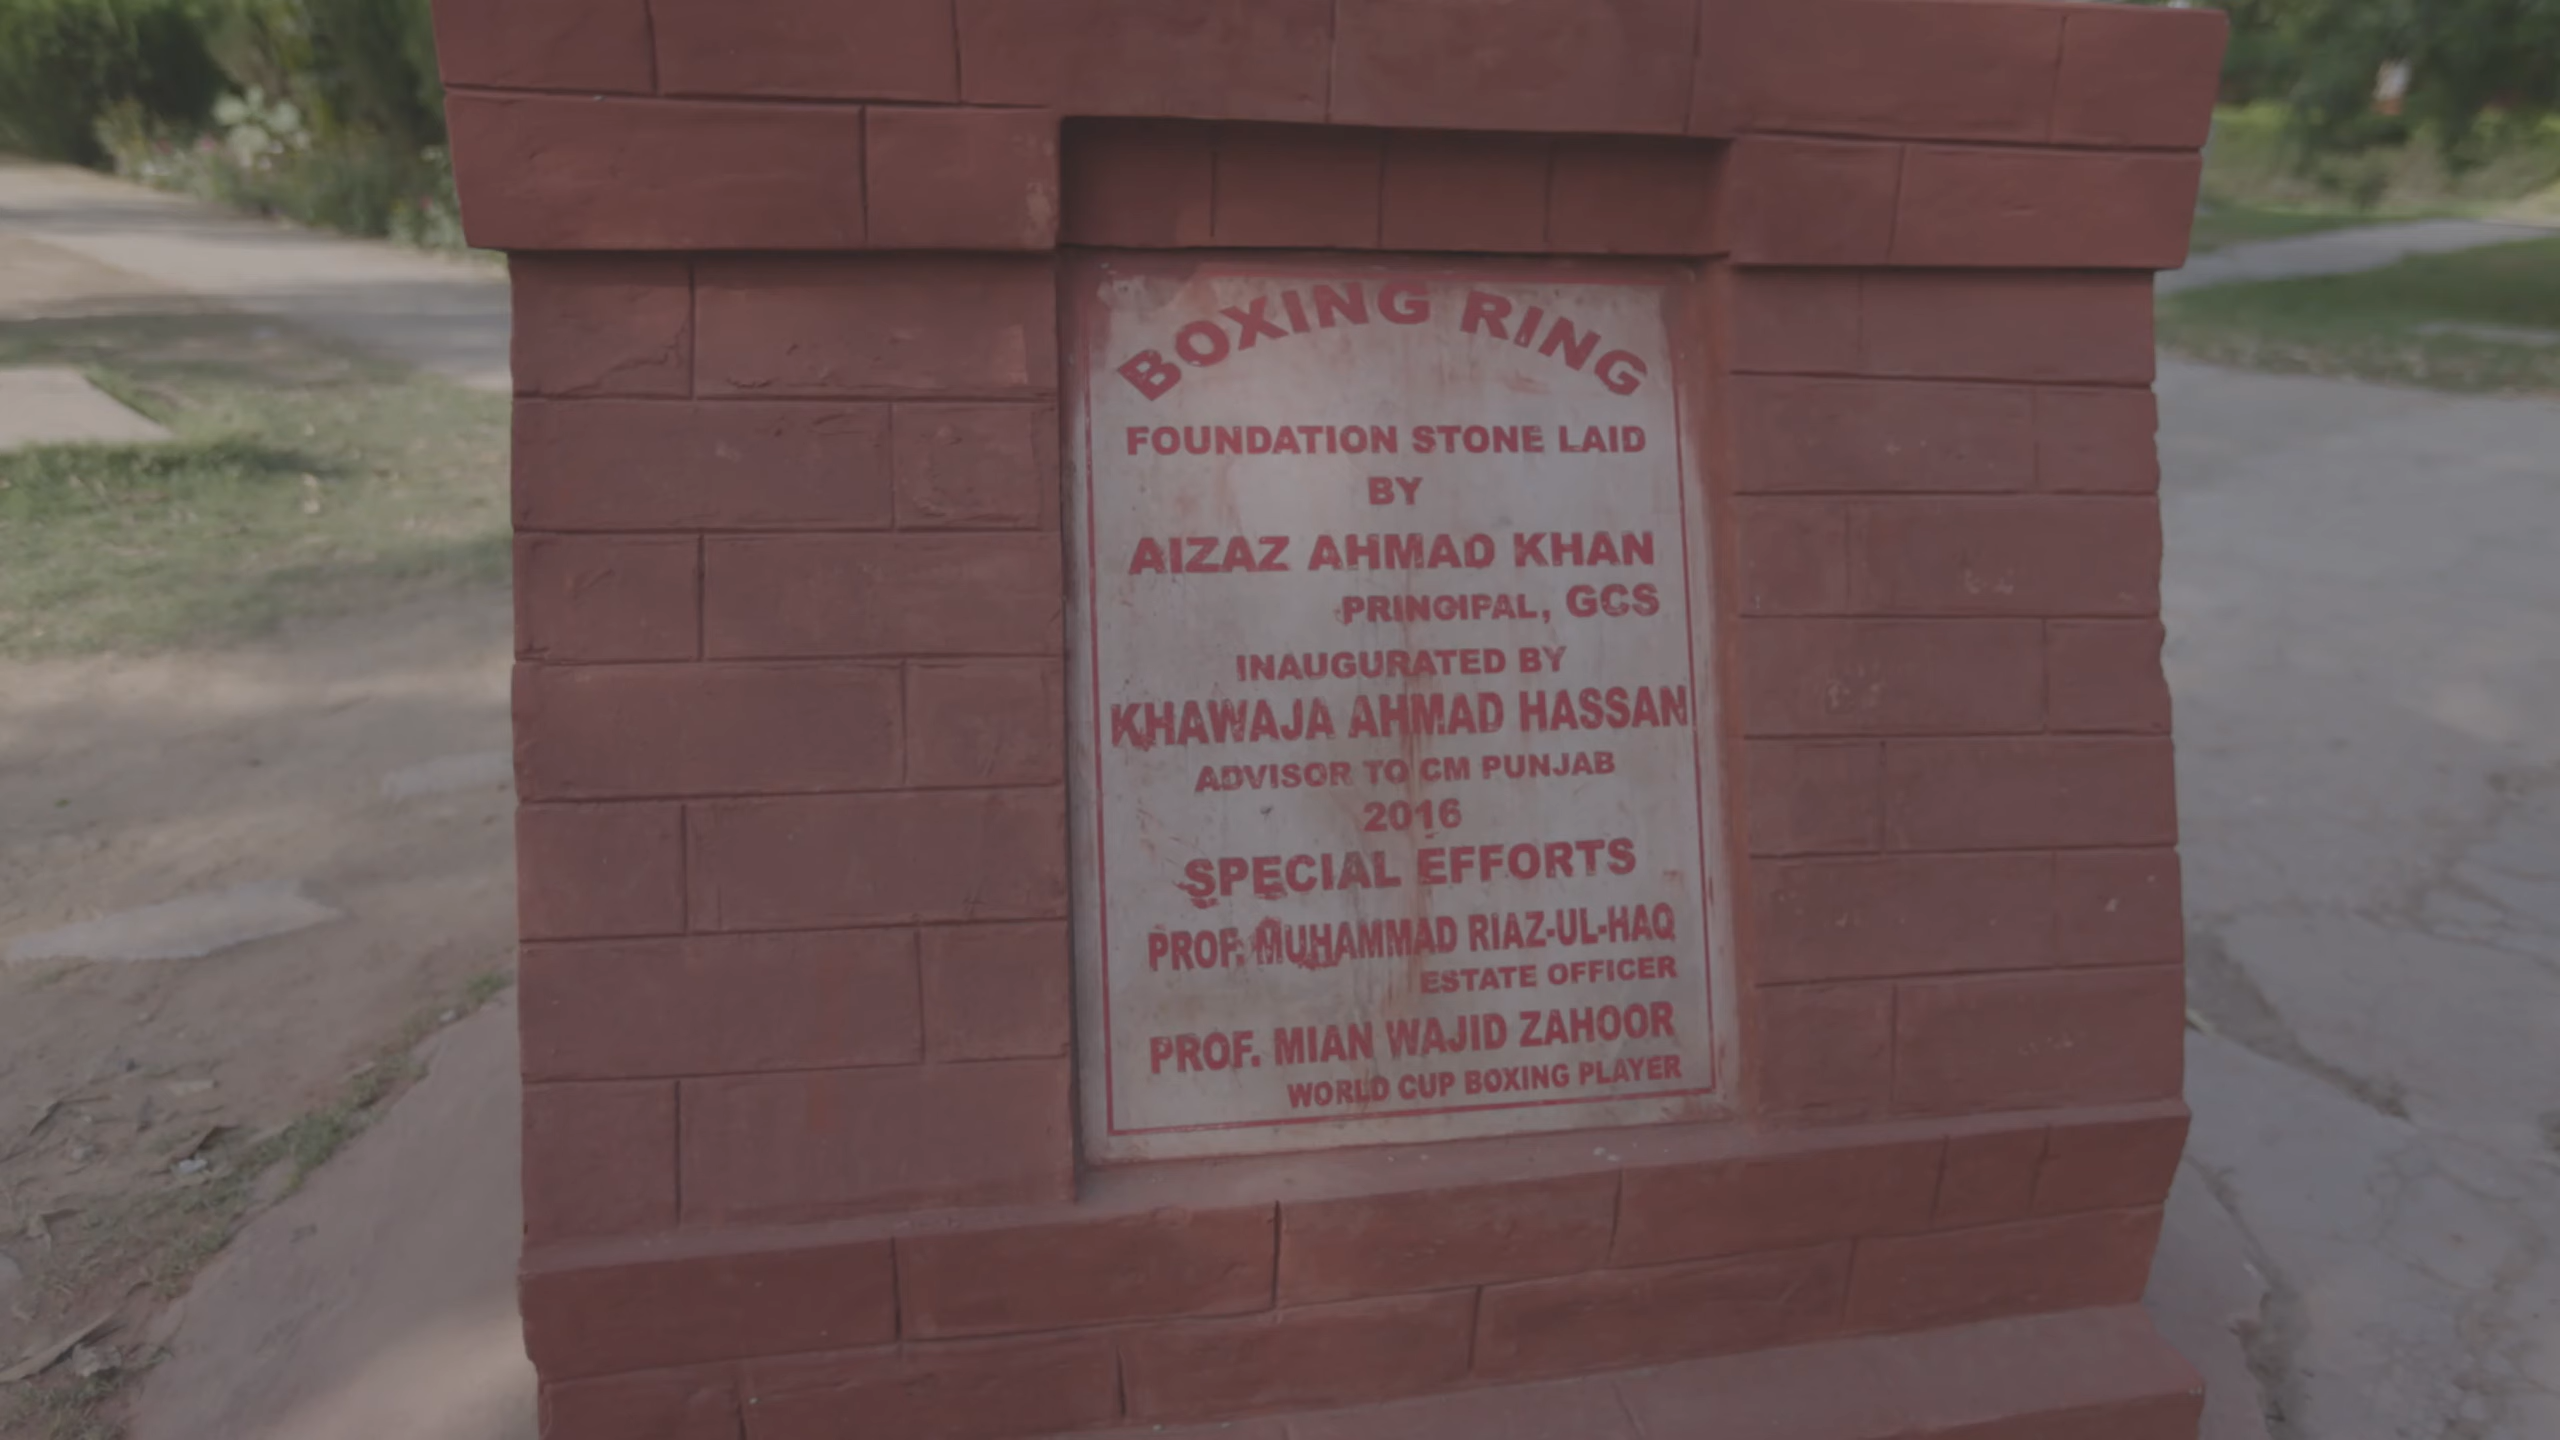 BOXING RING
FOUNDATION STONE LAID
BY
AIZAZ AHMAD KHAN
PRINCIPAL, GCS
INAUGURATED BY
KHAWAJA AHMAD HASSAN
ADVISOR TO CM PUNJAB
2016
SPECIAL EFFORTS
PROF. MUHAMMAD RIAZ-UL-HAQ
ESTATE OFFICER
PROF. MIAN WAJID ZAHOOR
WORLD CUP BOXING PLAYER